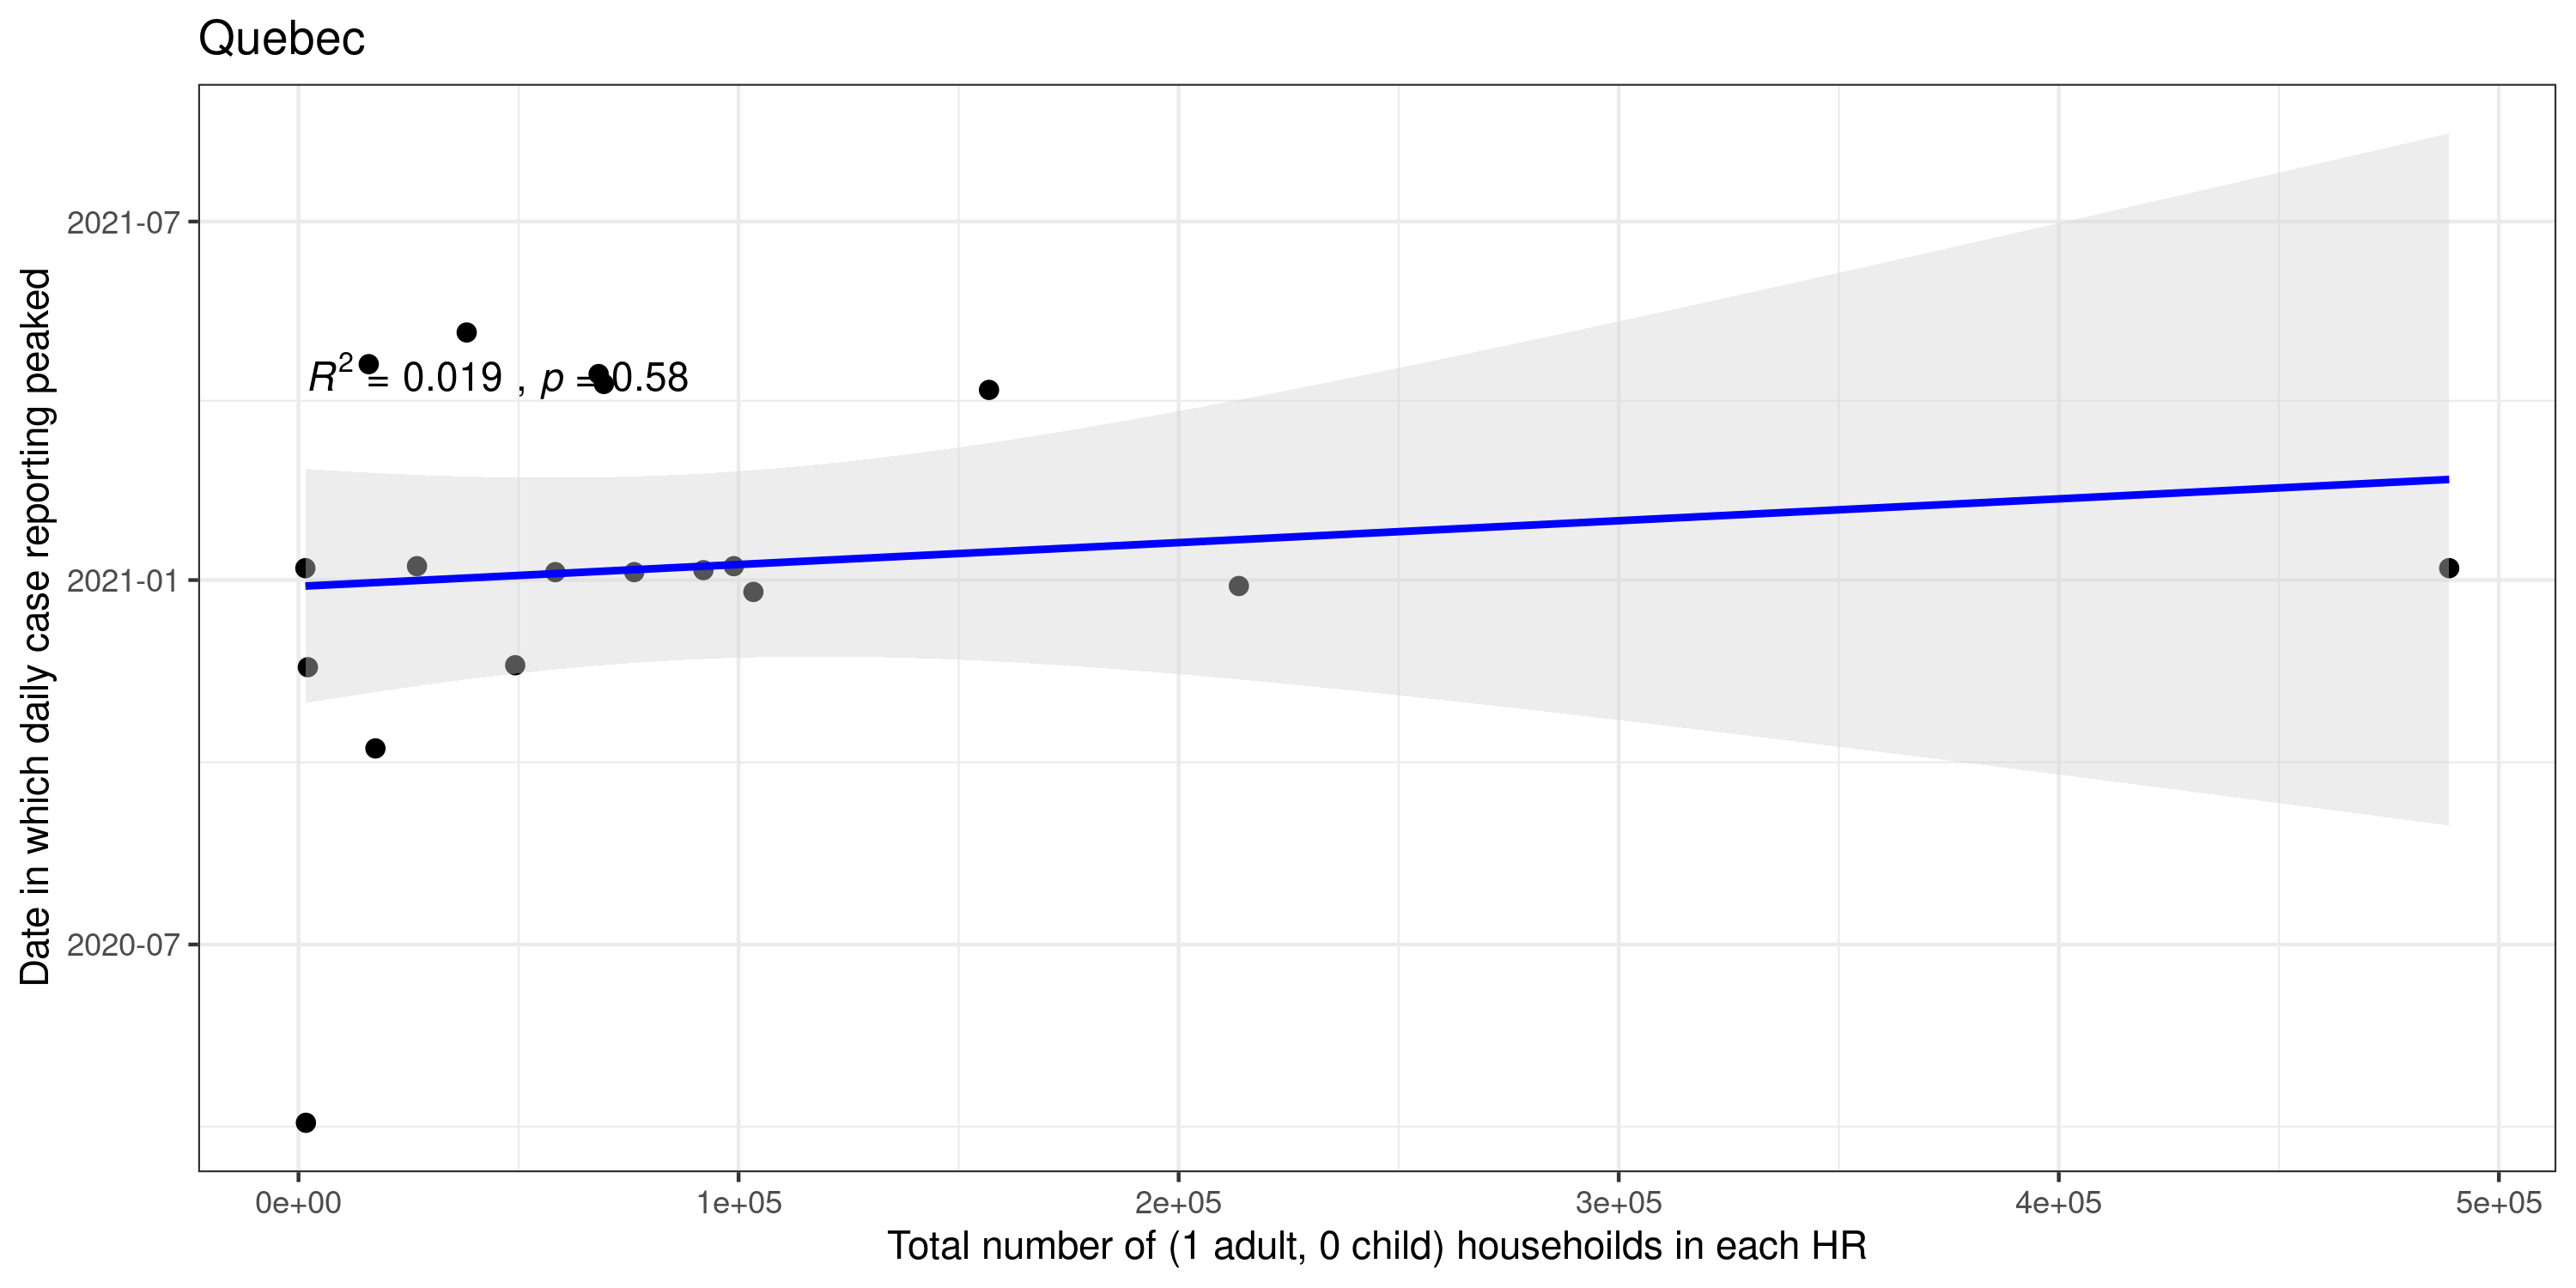 Quebec
Date in which daily case reporting peaked
2021-07
2021-01
2020-07
R² = 0.019 , p = 0.58
0e+00
1e+05
2e+05
3e+05
4e+05
5e+05
Total number of (1 adult, 0 child) househoilds in each HR